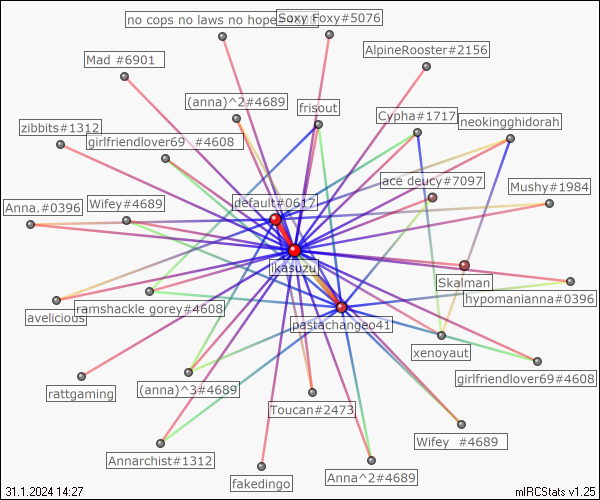 no cops no laws no hope
Soxy Foxy#5076
AlpineRooster#2156
Mad #6901
(anna)^2#4689
frisout
Cypha#1717
neokingghidorah
zibbits#1312
girlfriendlover69 #4608
ace deucy#7097
Mushy#1984
Anna.#0396
Wifey#4689
default#0617
ikasuzu
Skalman
hypomanianna#0396
avelicious
ramshackle gorey#4608
pastachangeo41
xenoyaut
girlfriendlover69#4608
rattgaming
(anna)^3#4689
Toucan#2473
Wifey #4689
Annarchist#1312
fakedingo
Anna^2#4689
31.1.2024 14:27
mIRCStats v1.25